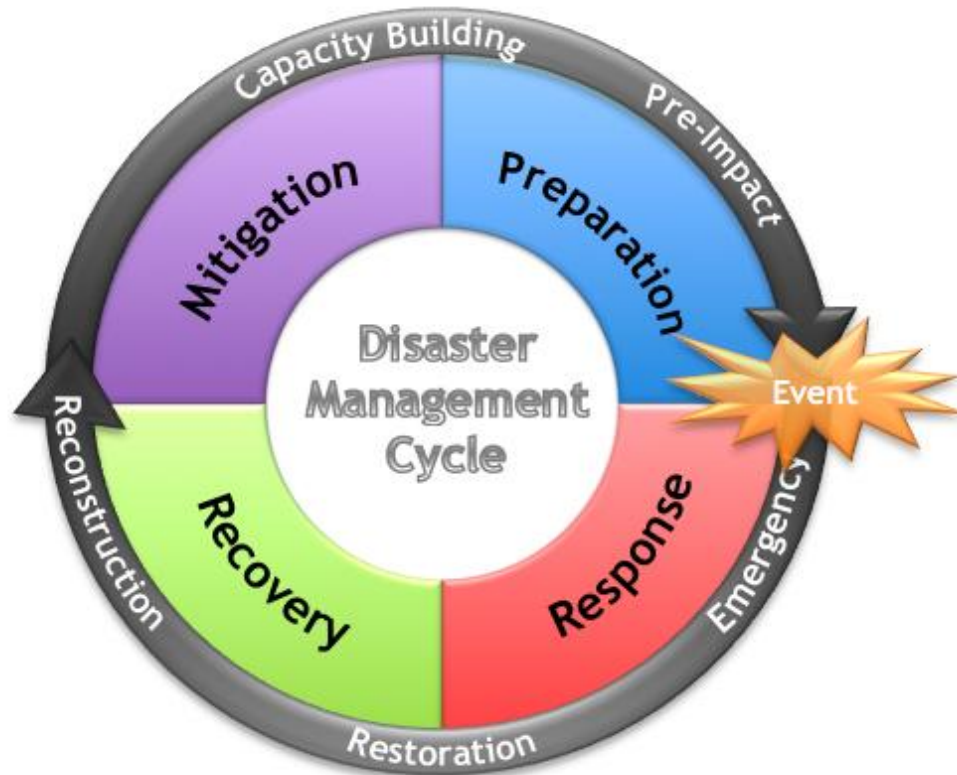 Capacity Building
Pre-Impact
Mitigation
Preparation
Disaster
Management
Cycle
Event
Reconstruction
Recovery
Response
Emergency
Restoration